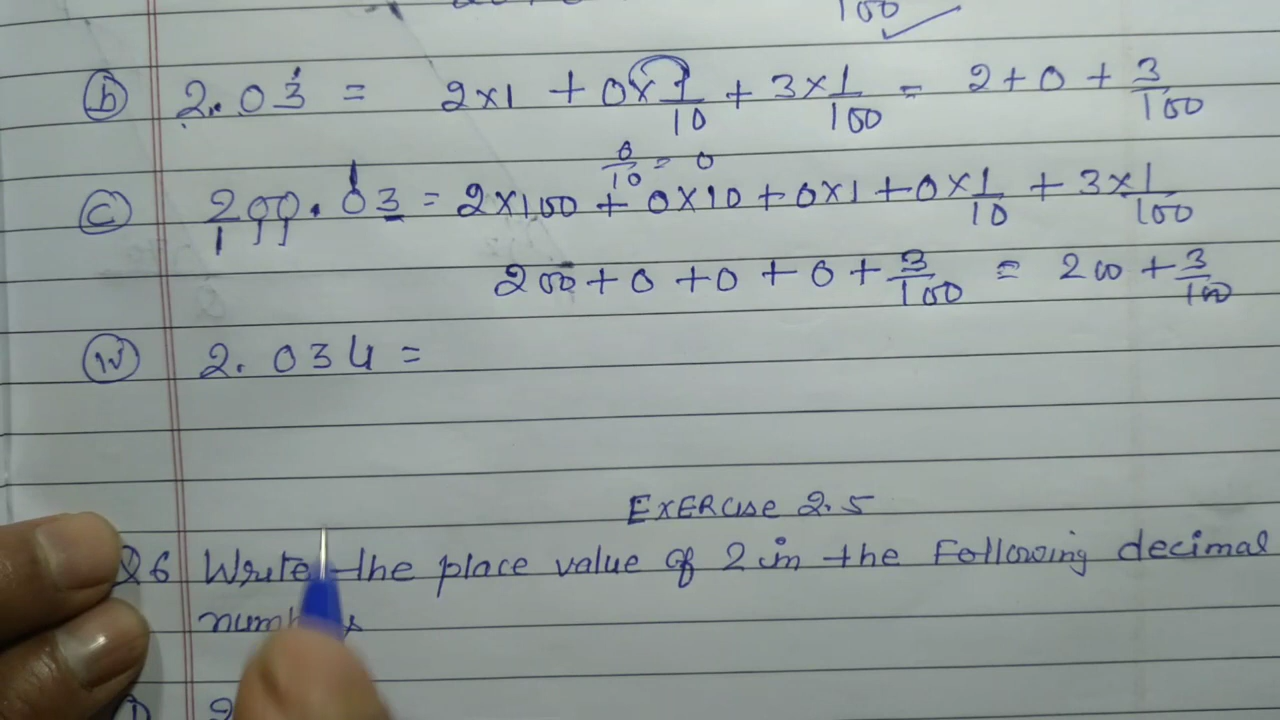 100
(b) 2.03 = 2×1 + 0×1/10 + 3×1/100 = 2+0+3/100
0/10 = 0
(c) 200.03 = 2×100 + 0×10 + 0×1 + 0×1/10 + 3×1/100
200 + 0 + 0 + 0 + 3/100 = 200 + 3/100
(iv) 2.034 =
EXERCise 2.5
Q6 Write the place value of 2 in the Following decimal